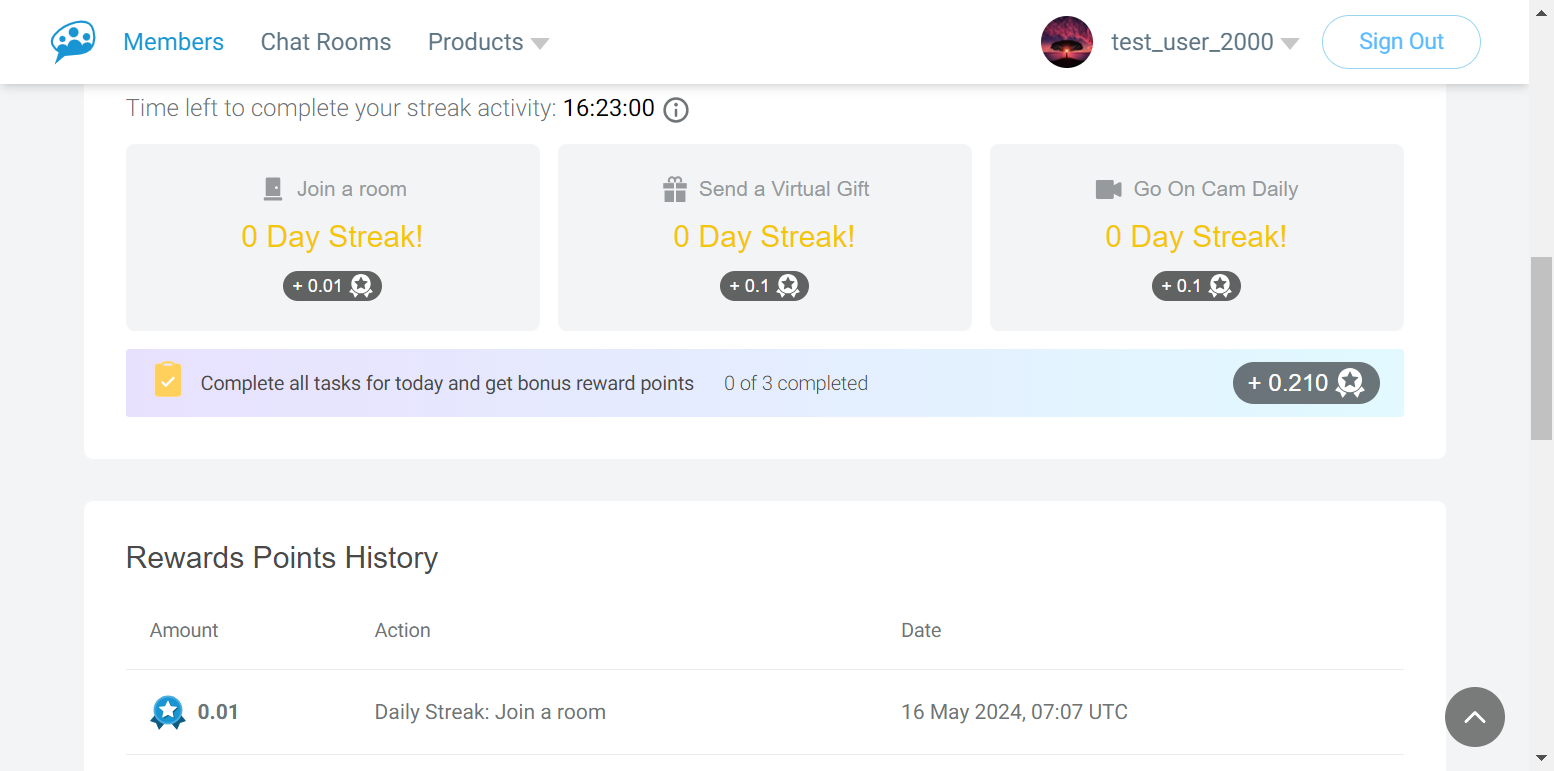 Members Chat Rooms Products test_user_2000 Sign Out
Time left to complete your streak activity: 16:23:00
Join a room
0 Day Streak!
+ 0.01
Send a Virtual Gift
0 Day Streak!
+ 0.1
Go On Cam Daily
0 Day Streak!
+ 0.1
Complete all tasks for today and get bonus reward points 0 of 3 completed + 0.210
Rewards Points History
Amount Action Date
0.01 Daily Streak: Join a room 16 May 2024, 07:07 UTC